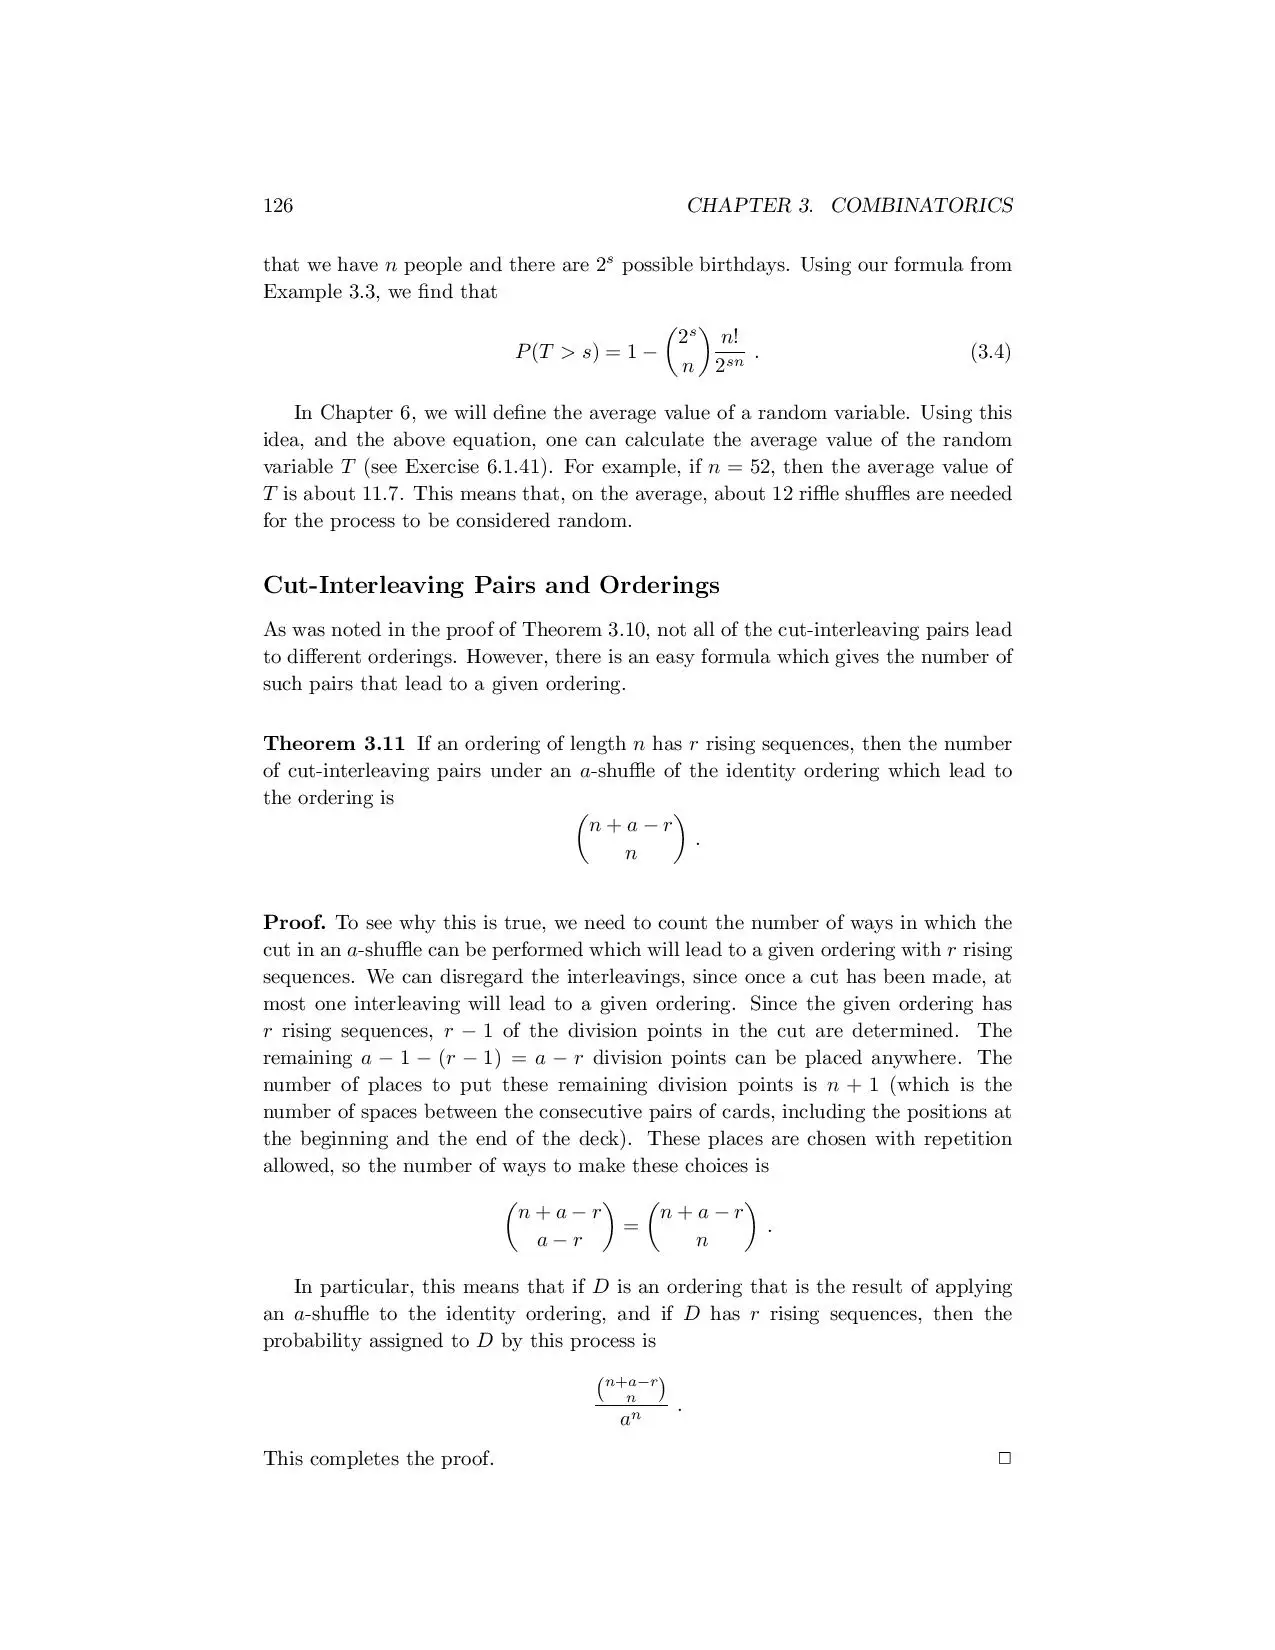 126 CHAPTER 3. COMBINATORICS
that we have n people and there are 2^s possible birthdays. Using our formula from
Example 3.3, we find that
P(T > s) = 1 − \binom{2^s}{n} \frac{n!}{2^{sn}} . (3.4)
In Chapter 6, we will define the average value of a random variable. Using this
idea, and the above equation, one can calculate the average value of the random
variable T (see Exercise 6.1.41). For example, if n = 52, then the average value of
T is about 11.7. This means that, on the average, about 12 riffle shuffles are needed
for the process to be considered random.
Cut-Interleaving Pairs and Orderings
As was noted in the proof of Theorem 3.10, not all of the cut-interleaving pairs lead
to different orderings. However, there is an easy formula which gives the number of
such pairs that lead to a given ordering.
Theorem 3.11 If an ordering of length n has r rising sequences, then the number
of cut-interleaving pairs under an a-shuffle of the identity ordering which lead to
the ordering is
\binom{n + a − r}{n} .
Proof. To see why this is true, we need to count the number of ways in which the
cut in an a-shuffle can be performed which will lead to a given ordering with r rising
sequences. We can disregard the interleavings, since once a cut has been made, at
most one interleaving will lead to a given ordering. Since the given ordering has
r rising sequences, r − 1 of the division points in the cut are determined. The
remaining a − 1 − (r − 1) = a − r division points can be placed anywhere. The
number of places to put these remaining division points is n + 1 (which is the
number of spaces between the consecutive pairs of cards, including the positions at
the beginning and the end of the deck). These places are chosen with repetition
allowed, so the number of ways to make these choices is
\binom{n + a − r}{a − r} = \binom{n + a − r}{n} .
In particular, this means that if D is an ordering that is the result of applying
an a-shuffle to the identity ordering, and if D has r rising sequences, then the
probability assigned to D by this process is
\frac{\binom{n+a−r}{n}}{a^n} .
This completes the proof. □